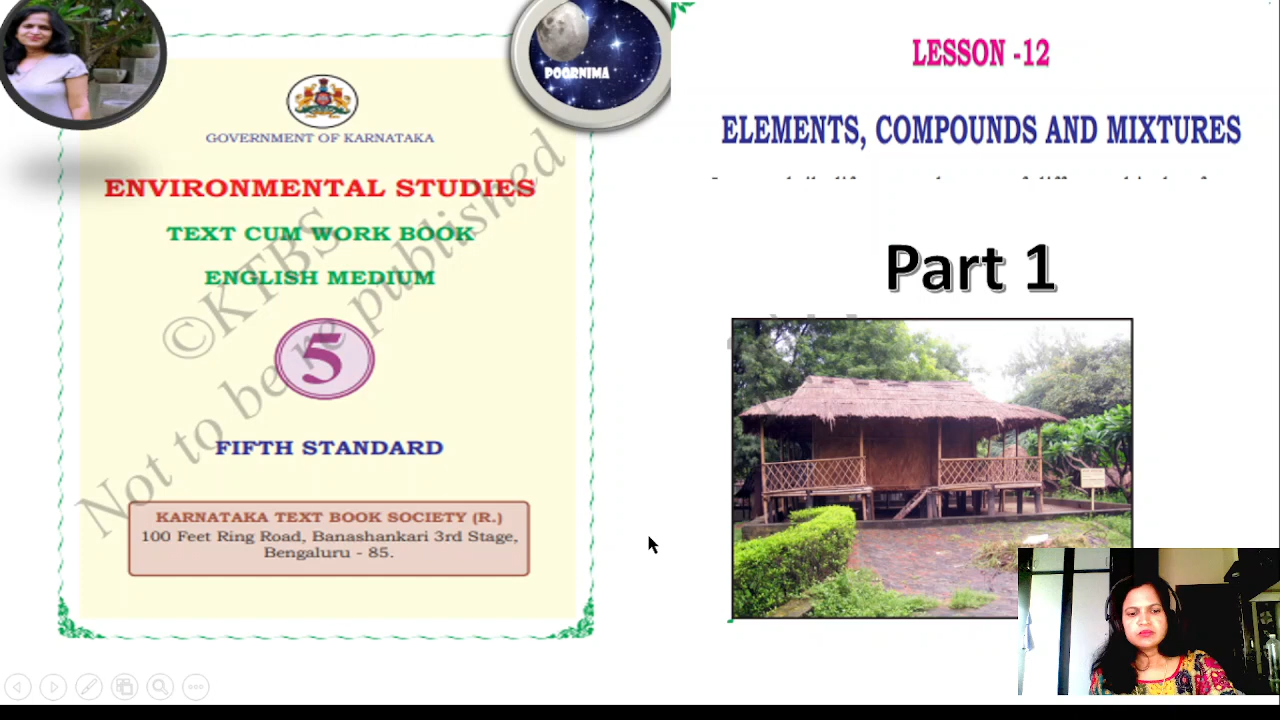 POORNIMA
GOVERNMENT OF KARNATAKA
ENVIRONMENTAL STUDIES
TEXT CUM WORK BOOK
ENGLISH MEDIUM
5
FIFTH STANDARD
KARNATAKA TEXT BOOK SOCIETY (R.)
100 Feet Ring Road, Banashankari 3rd Stage,
Bengaluru - 85.
©KTBS
Not to be republished
LESSON -12
ELEMENTS, COMPOUNDS AND MIXTURES
Part 1